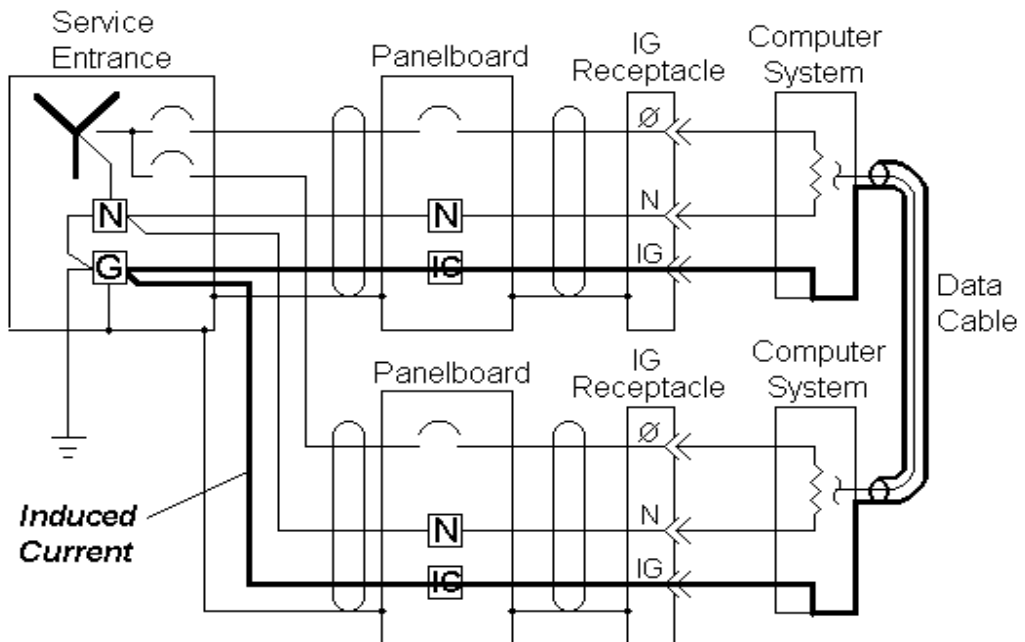 Service
Entrance
Panelboard
IG
Receptacle
Computer
System
Ø
N
N
N
G
IG
IG
Data
Cable
Panelboard
IG
Receptacle
Computer
System
Ø
Induced
Current
N
N
IG
IG